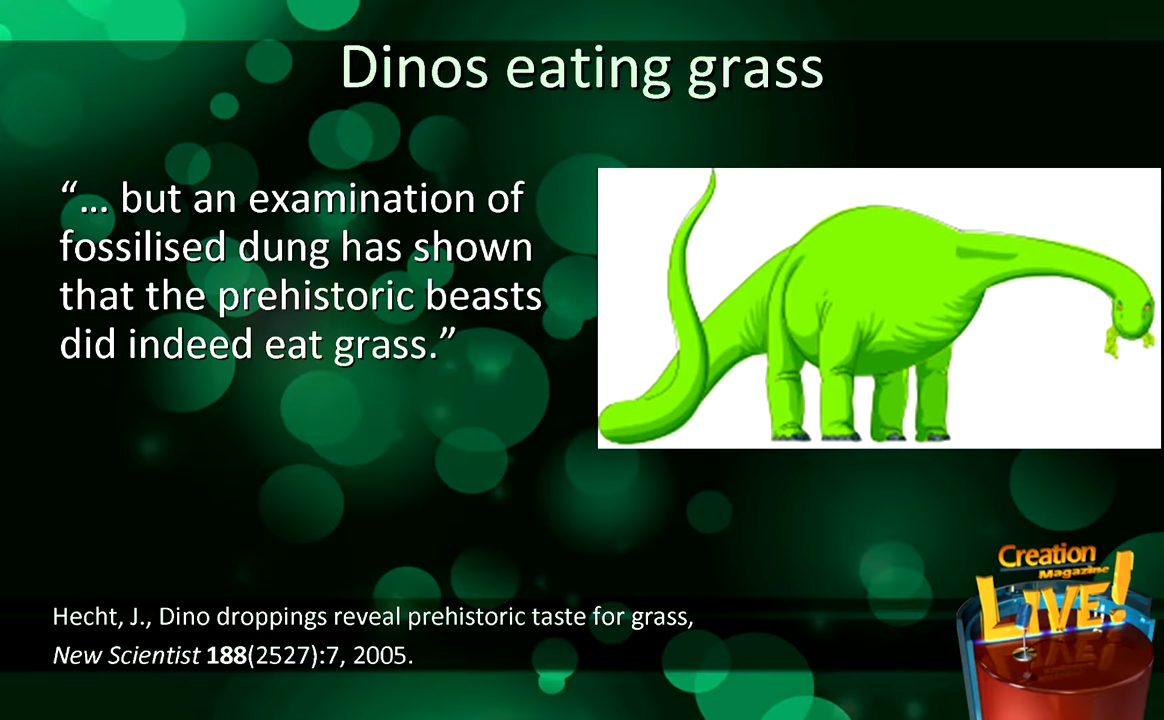 Dinos eating grass
“... but an examination of
fossilised dung has shown
that the prehistoric beasts
did indeed eat grass.”
Hecht, J., Dino droppings reveal prehistoric taste for grass,
New Scientist 188(2527):7, 2005.
Creation
Magazine
LIVE!